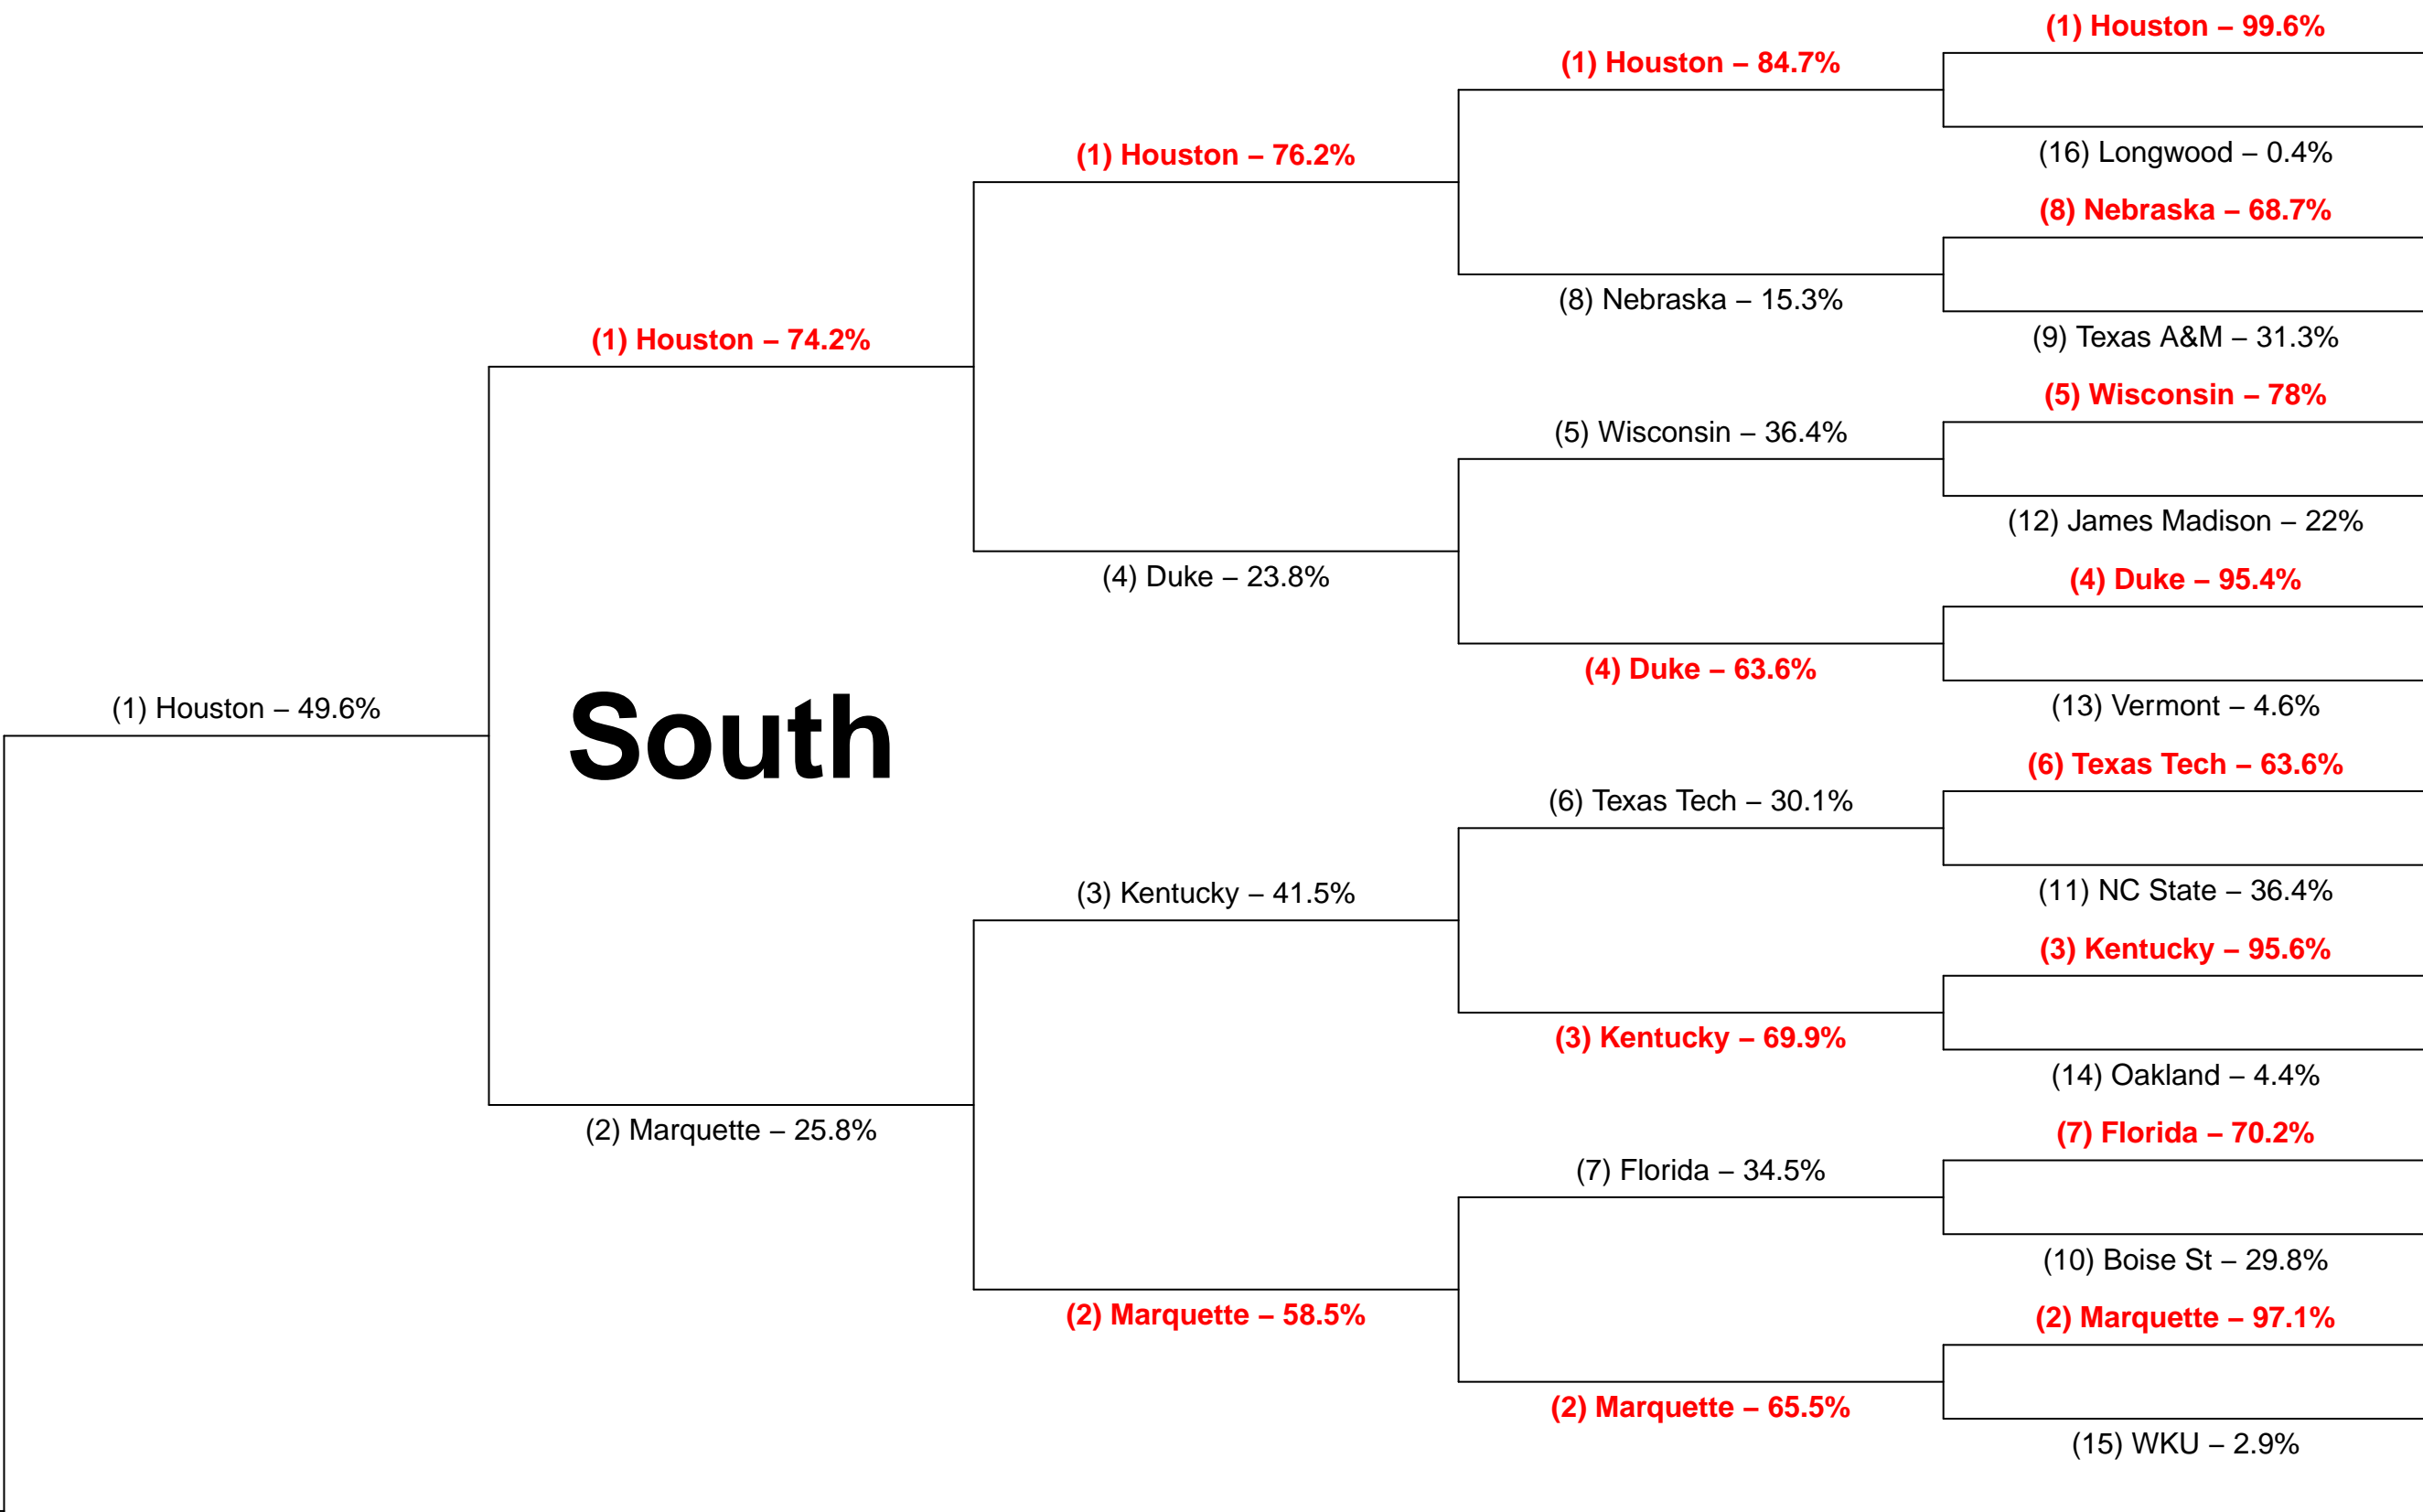 (1) Houston – 99.6%
(1) Houston – 84.7%
(16) Longwood – 0.4%
(1) Houston – 76.2%
(8) Nebraska – 68.7%
(8) Nebraska – 15.3%
(9) Texas A&M – 31.3%
(1) Houston – 74.2%
(5) Wisconsin – 78%
(5) Wisconsin – 36.4%
(12) James Madison – 22%
(4) Duke – 23.8%
(4) Duke – 95.4%
(4) Duke – 63.6%
(13) Vermont – 4.6%
(1) Houston – 49.6%
South
(6) Texas Tech – 63.6%
(6) Texas Tech – 30.1%
(11) NC State – 36.4%
(3) Kentucky – 41.5%
(3) Kentucky – 95.6%
(3) Kentucky – 69.9%
(14) Oakland – 4.4%
(2) Marquette – 25.8%
(7) Florida – 70.2%
(7) Florida – 34.5%
(10) Boise St – 29.8%
(2) Marquette – 58.5%
(2) Marquette – 97.1%
(2) Marquette – 65.5%
(15) WKU – 2.9%